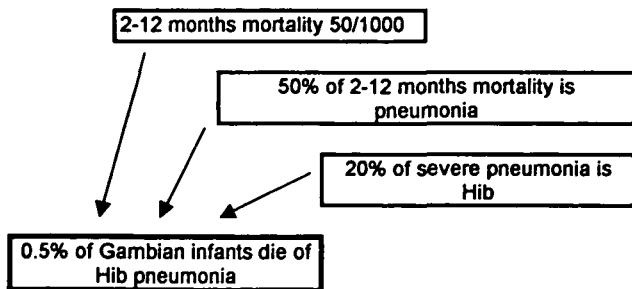 2-12 months mortality 50/1000
50% of 2-12 months mortality is
pneumonia
20% of severe pneumonia is
Hib
0.5% of Gambian infants die of
Hib pneumonia